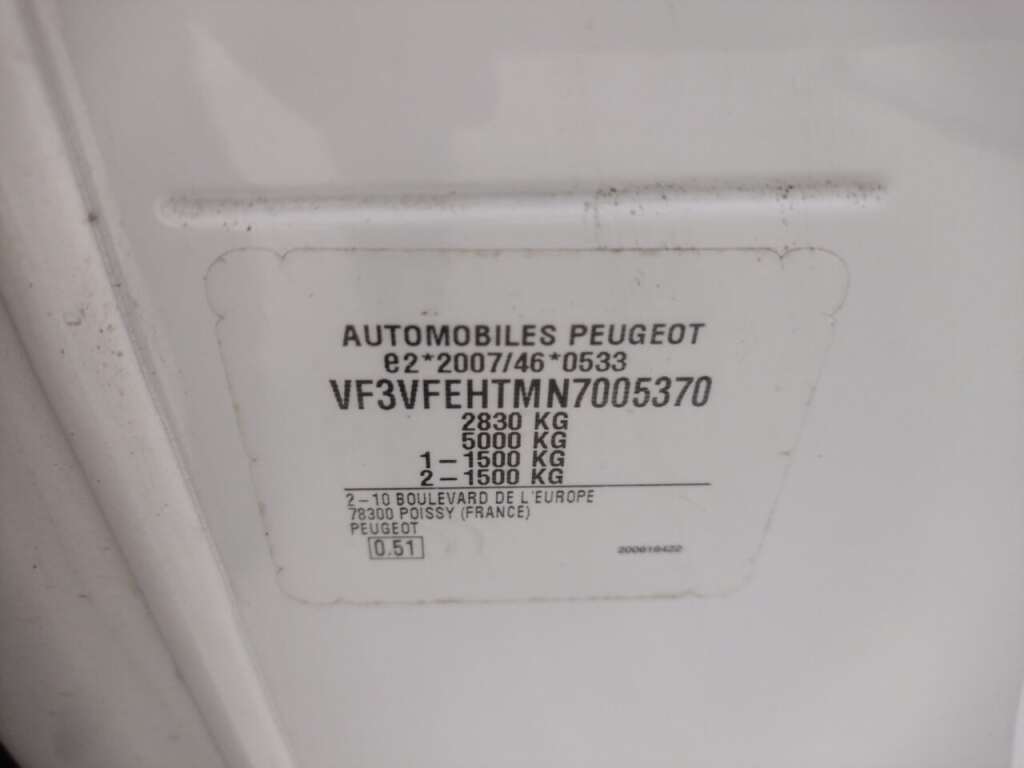 AUTOMOBILES PEUGEOT
e2*2007/46*0533
VF3VFEHTMN7005370
2830 KG
5000 KG
1-1500 KG
2-1500 KG
2-10 BOULEVARD DE L'EUROPE
78300 POISSY (FRANCE)
PEUGEOT
0.51
200619422